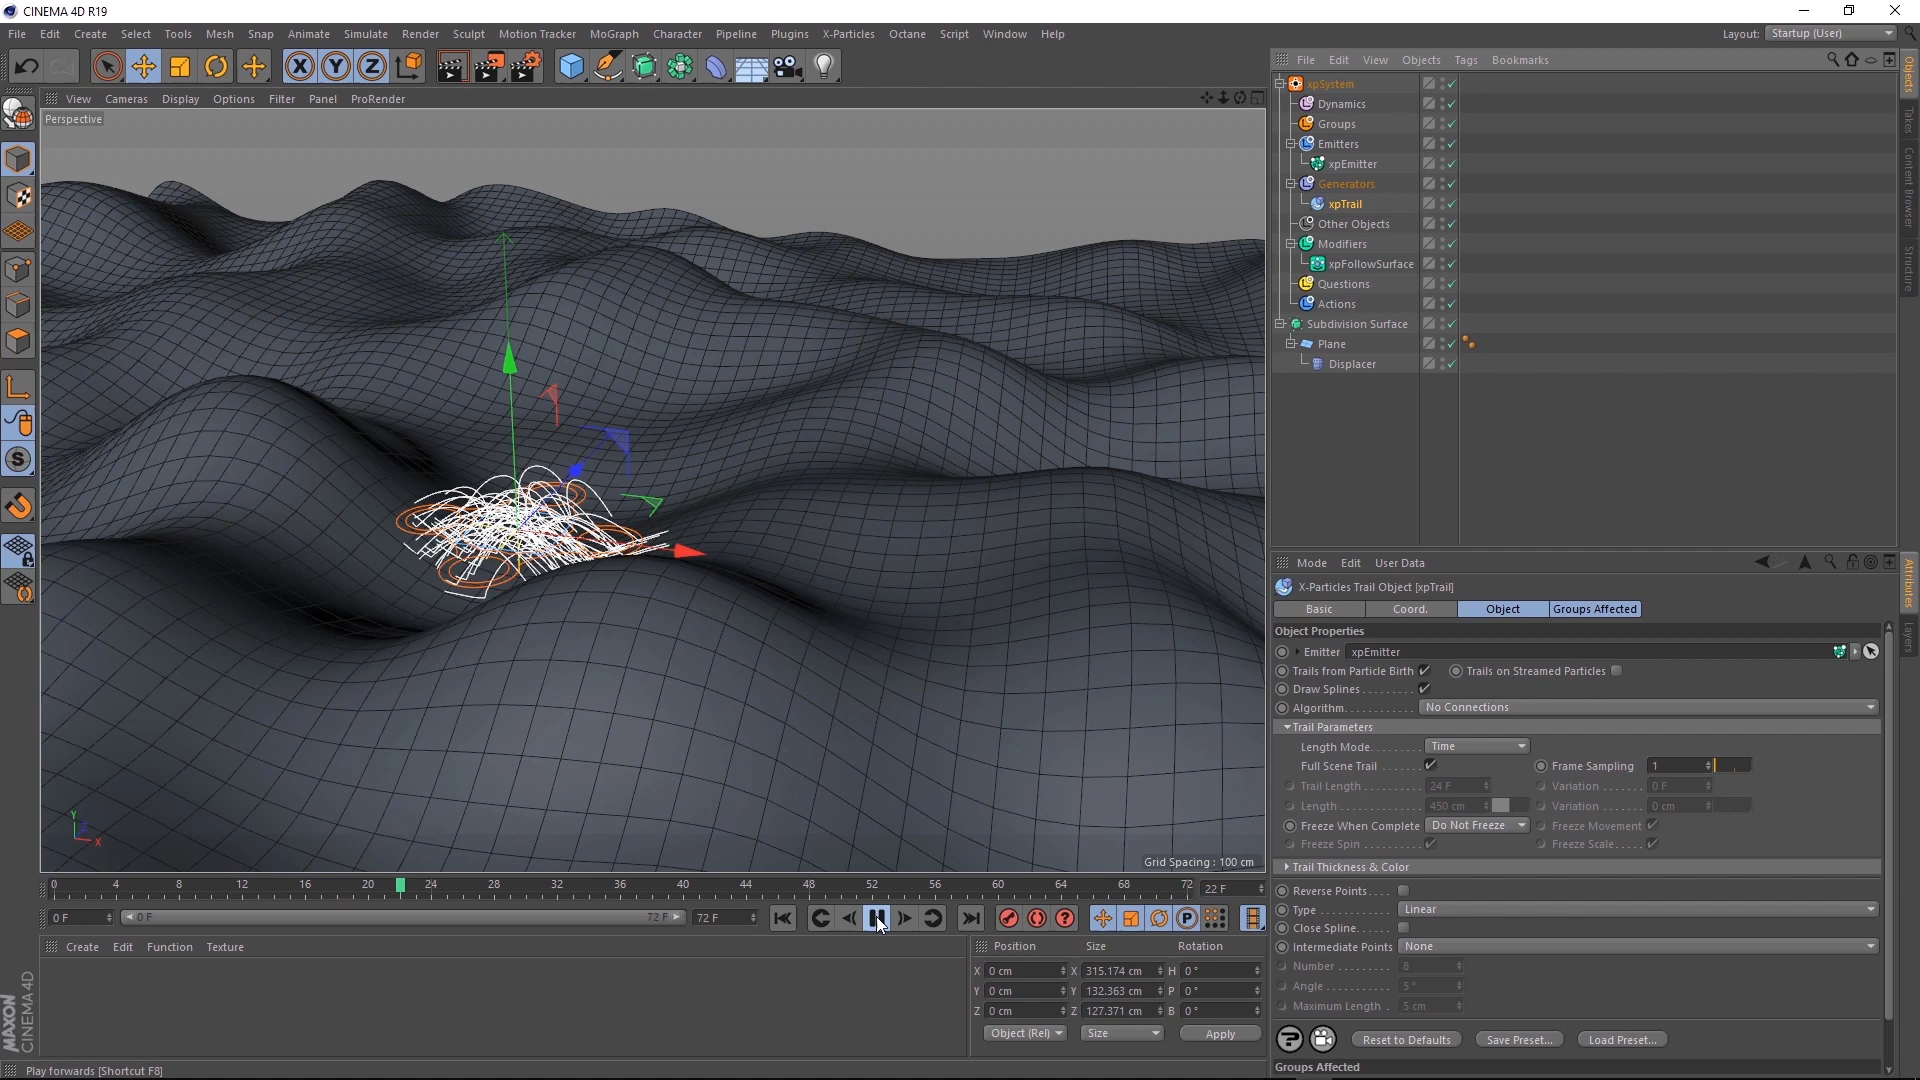 CINEMA 4D R19
File Edit Create Select Tools Mesh Snap Animate Simulate Render Sculpt Motion Tracker MoGraph Character Pipeline Plugins X-Particles Octane Script Window Help
Layout: Startup (User)
File Edit View Objects Tags Bookmarks
View Cameras Display Options Filter Panel ProRender
Perspective
xpSystem
Dynamics
Groups
Emitters
xpEmitter
Generators
xpTrail
Other Objects
Modifiers
xpFollowSurface
Questions
Actions
Subdivision Surface
Plane
Displacer
Objects
Takes
Content Browser
Structure
Y
X
Grid Spacing : 100 cm
Mode Edit User Data
X-Particles Trail Object [xpTrail]
Basic Coord. Object Groups Affected
Object Properties
Emitter xpEmitter
Trails from Particle Birth Trails on Streamed Particles
Draw Splines
Algorithm No Connections
Trail Parameters
Length Mode Time
Full Scene Trail Frame Sampling 1
Trail Length 24 F Variation 0 F
Length 450 cm Variation 0 cm
Freeze When Complete Do Not Freeze Freeze Movement
Freeze Spin Freeze Scale
Trail Thickness & Color
Reverse Points
Type Linear
Close Spline
Intermediate Points None
Number 8
Angle 5 °
Maximum Length 5 cm
Reset to Defaults Save Preset... Load Preset...
Groups Affected
Attributes
Layers
0 4 8 12 16 20 24 28 32 36 40 44 48 52 56 60 64 68 72 22 F
0 F 0 F 72 F 72 F
Create Edit Function Texture
Position Size Rotation
X 0 cm X 315.174 cm H 0 °
Y 0 cm Y 132.363 cm P 0 °
Z 0 cm Z 127.371 cm B 0 °
Object (Rel) Size Apply
MAXON
CINEMA 4D
Play forwards [Shortcut F8]